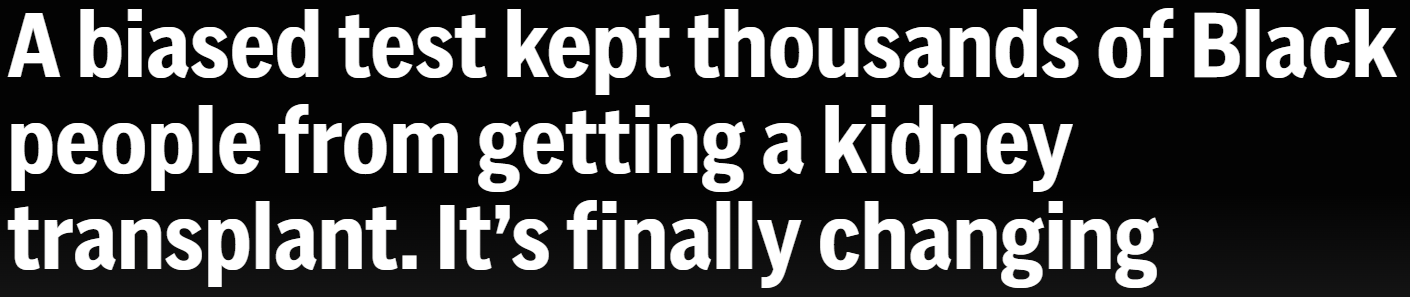 A biased test kept thousands of Black
people from getting a kidney
transplant. It’s finally changing